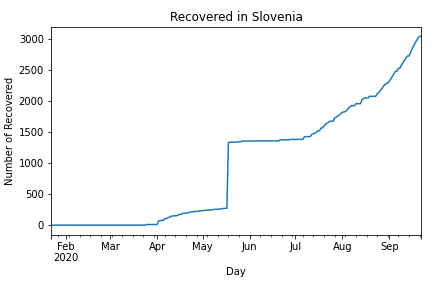 Recovered in Slovenia
Number of Recovered
3000
2500
2000
1500
1000
500
0
Feb Mar Apr May Jun Jul Aug Sep
2020
Day